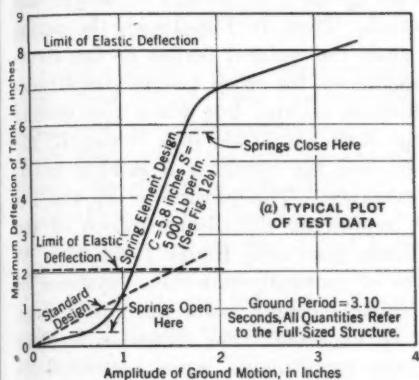 9
8
7
6
5
4
3
2
1
0
Maximum Deflection of Tank, in inches
Limit of Elastic Deflection
Spring Element Design
C=5.8 inches S=
5000 Lb per In.
(See Fig. 12b)
Springs Close Here
(a) TYPICAL PLOT
OF TEST DATA
Limit of Elastic
Deflection
Standard
Design
Springs Open
Here
Ground Period = 3.10
Seconds, All Quantities Refer
to the Full-Sized Structure.
0 1 2 3 4
Amplitude of Ground Motion, in Inches